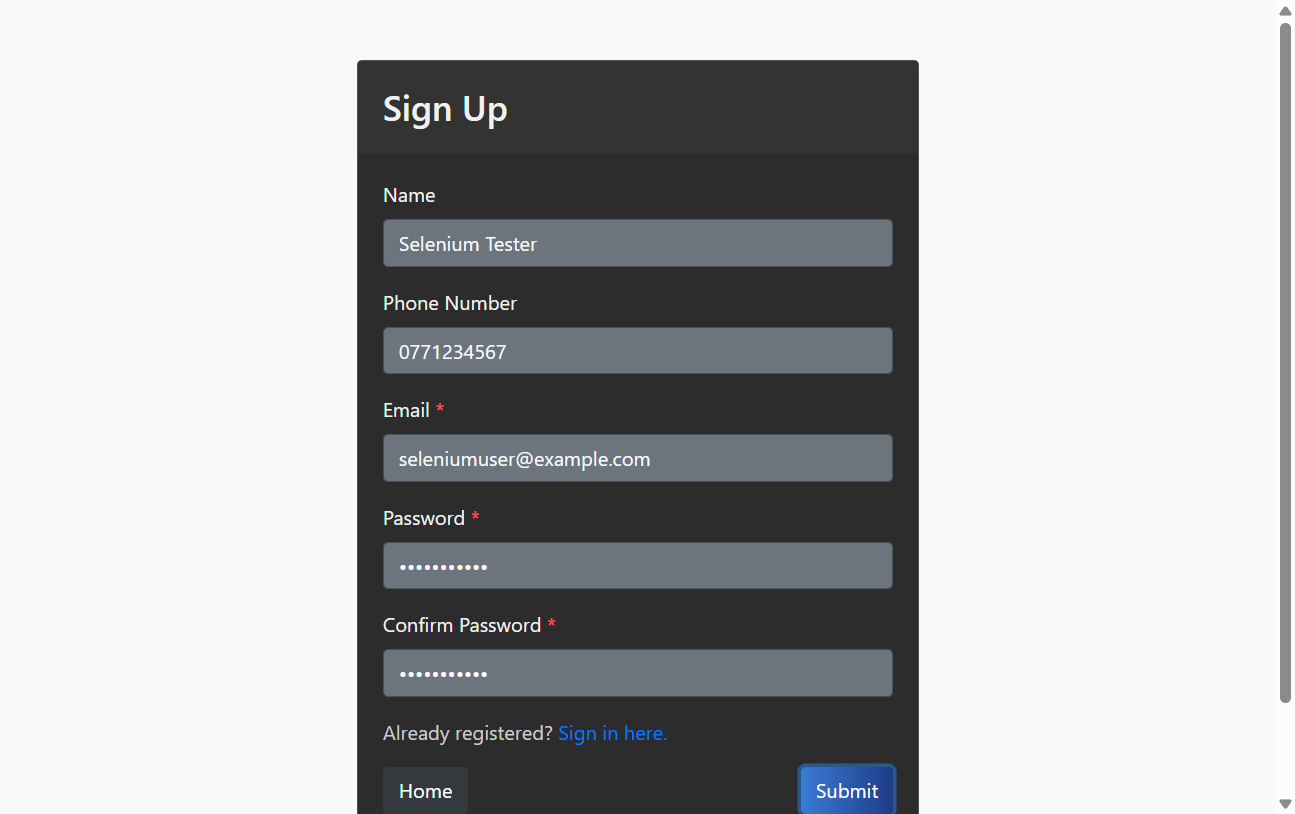 Sign Up
Name
Selenium Tester
Phone Number
0771234567
Email *
seleniumuser@example.com
Password *
•••••••••••
Confirm Password *
•••••••••••
Already registered? Sign in here.
Home
Submit